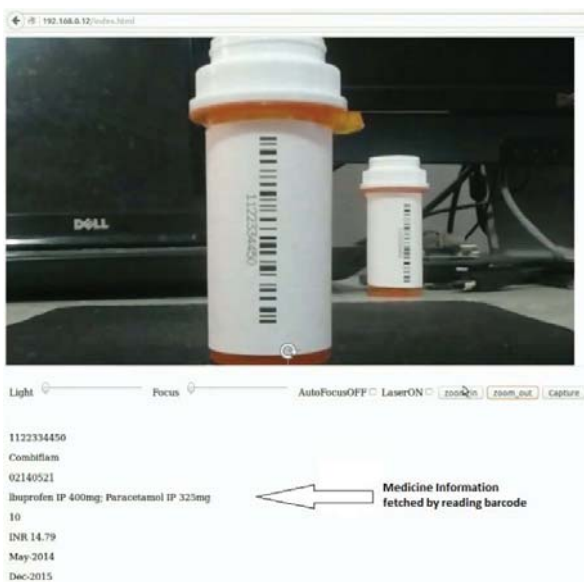 192.168.0.12/index.html
DELL
1122334450
Light
Focus
AutoFocusOFF
LaserON
zoom_in
zoom_out
Capture
1122334450
Combiflam
02140521
Ibuprofen IP 400mg; Paracetamol IP 325mg
Medicine Information
fetched by reading barcode
10
INR 14.79
May-2014
Dec-2015